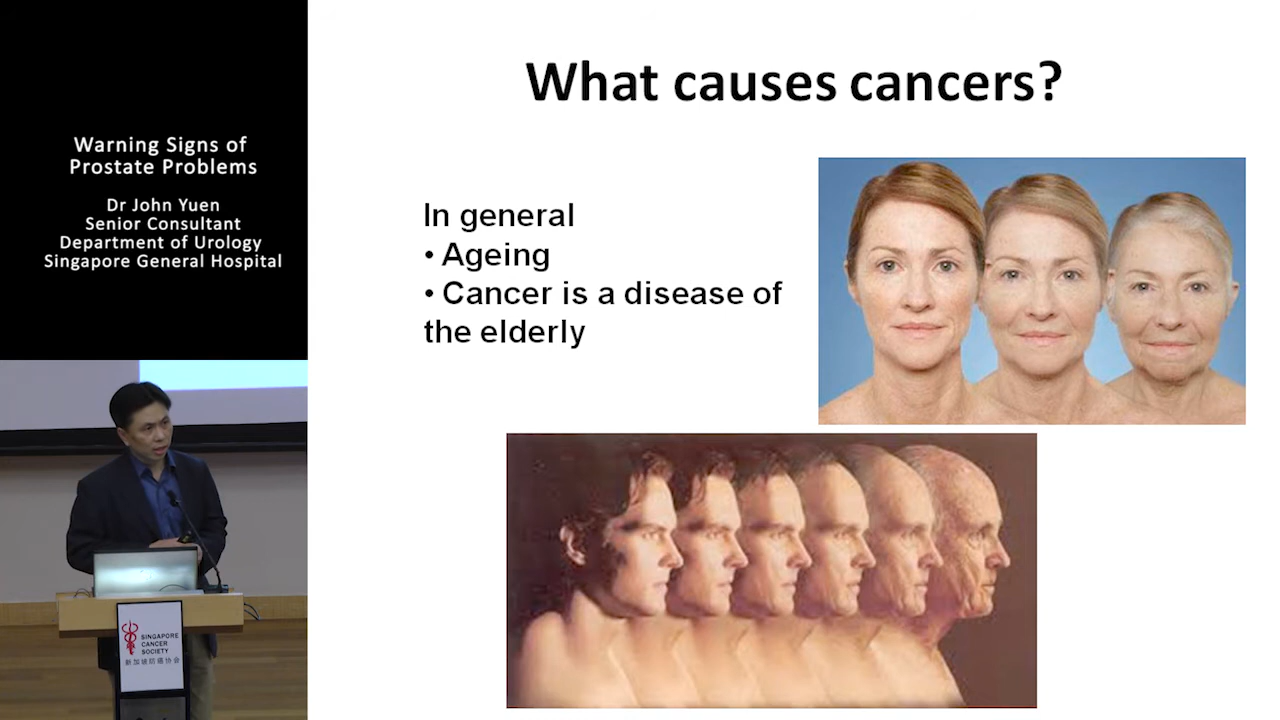 Warning Signs of
Prostate Problems
Dr John Yuen
Senior Consultant
Department of Urology
Singapore General Hospital
What causes cancers?
In general
• Ageing
• Cancer is a disease of
the elderly
SINGAPORE
CANCER
SOCIETY
新加坡防癌协会